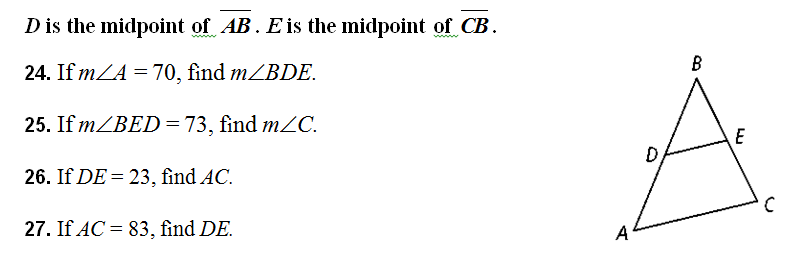 D is the midpoint of AB. E is the midpoint of CB.
24. If m∠A = 70, find m∠BDE.
25. If m∠BED = 73, find m∠C.
26. If DE = 23, find AC.
27. If AC = 83, find DE.
B
D
E
A
C